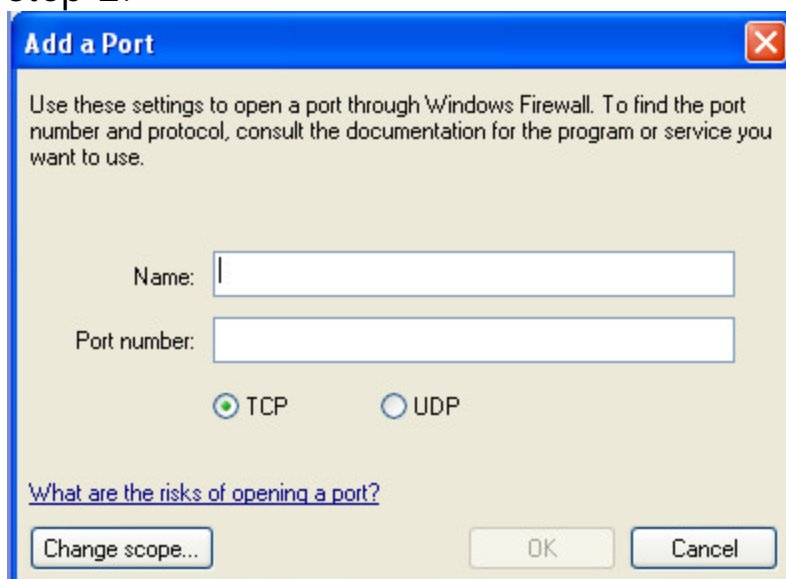 Add a Port
Use these settings to open a port through Windows Firewall. To find the port
number and protocol, consult the documentation for the program or service you
want to use.
Name:
Port number:
TCP UDP
What are the risks of opening a port?
Change scope... OK Cancel